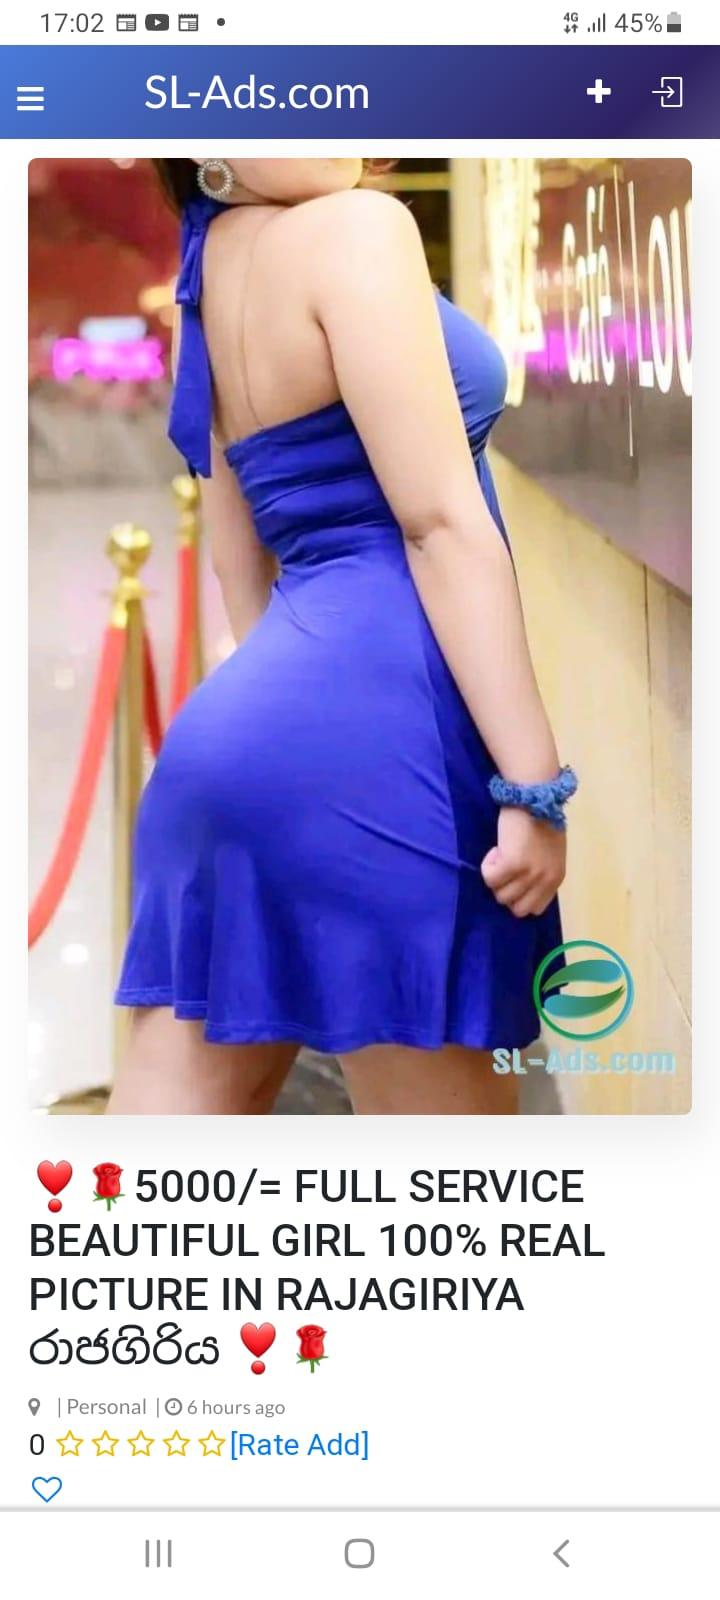 17:02 4G 45%
SL-Ads.com
Café LOU
SL-Ads.com
❣️🌹5000/= FULL SERVICE
BEAUTIFUL GIRL 100% REAL
PICTURE IN RAJAGIRIYA
රාජගිරිය ❣️🌹
| Personal | 6 hours ago
0 ☆☆☆☆☆[Rate Add]